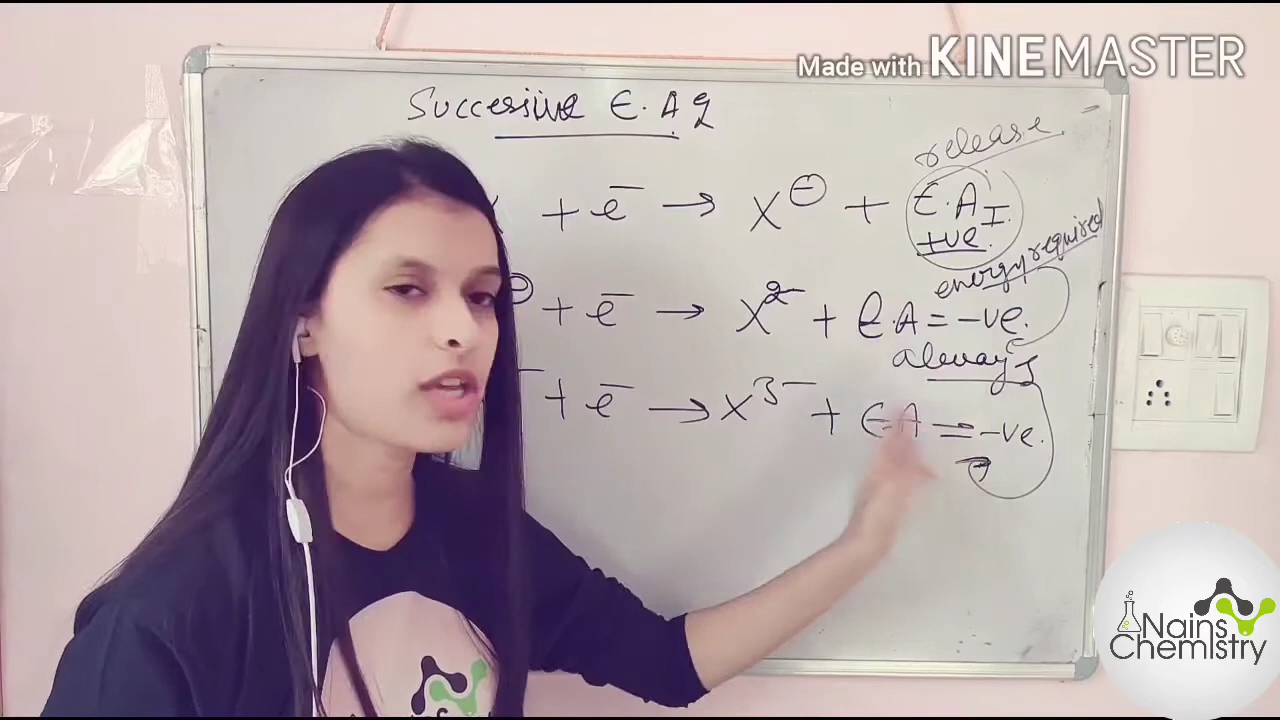 Made with KINEMASTER
Successive E.A
release
+ e⁻ → X⊖ + E.A I
+ve.
energy required
⊖ + e⁻ → X²⁻ + E.A = -ve.
always
⁻ + e⁻ → X³⁻ + E.A = -ve.
Nains
Chemistry